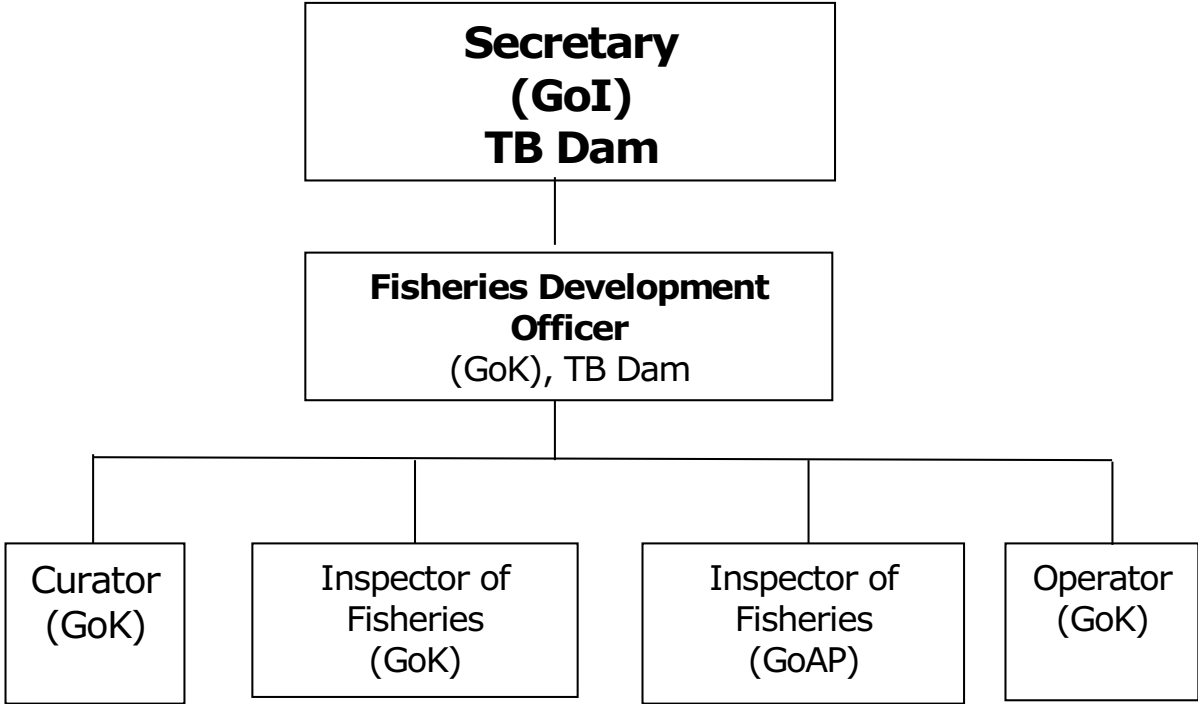 Secretary
(GoI)
TB Dam
Fisheries Development
Officer
(GoK), TB Dam
Curator
(GoK)
Inspector of
Fisheries
(GoK)
Inspector of
Fisheries
(GoAP)
Operator
(GoK)